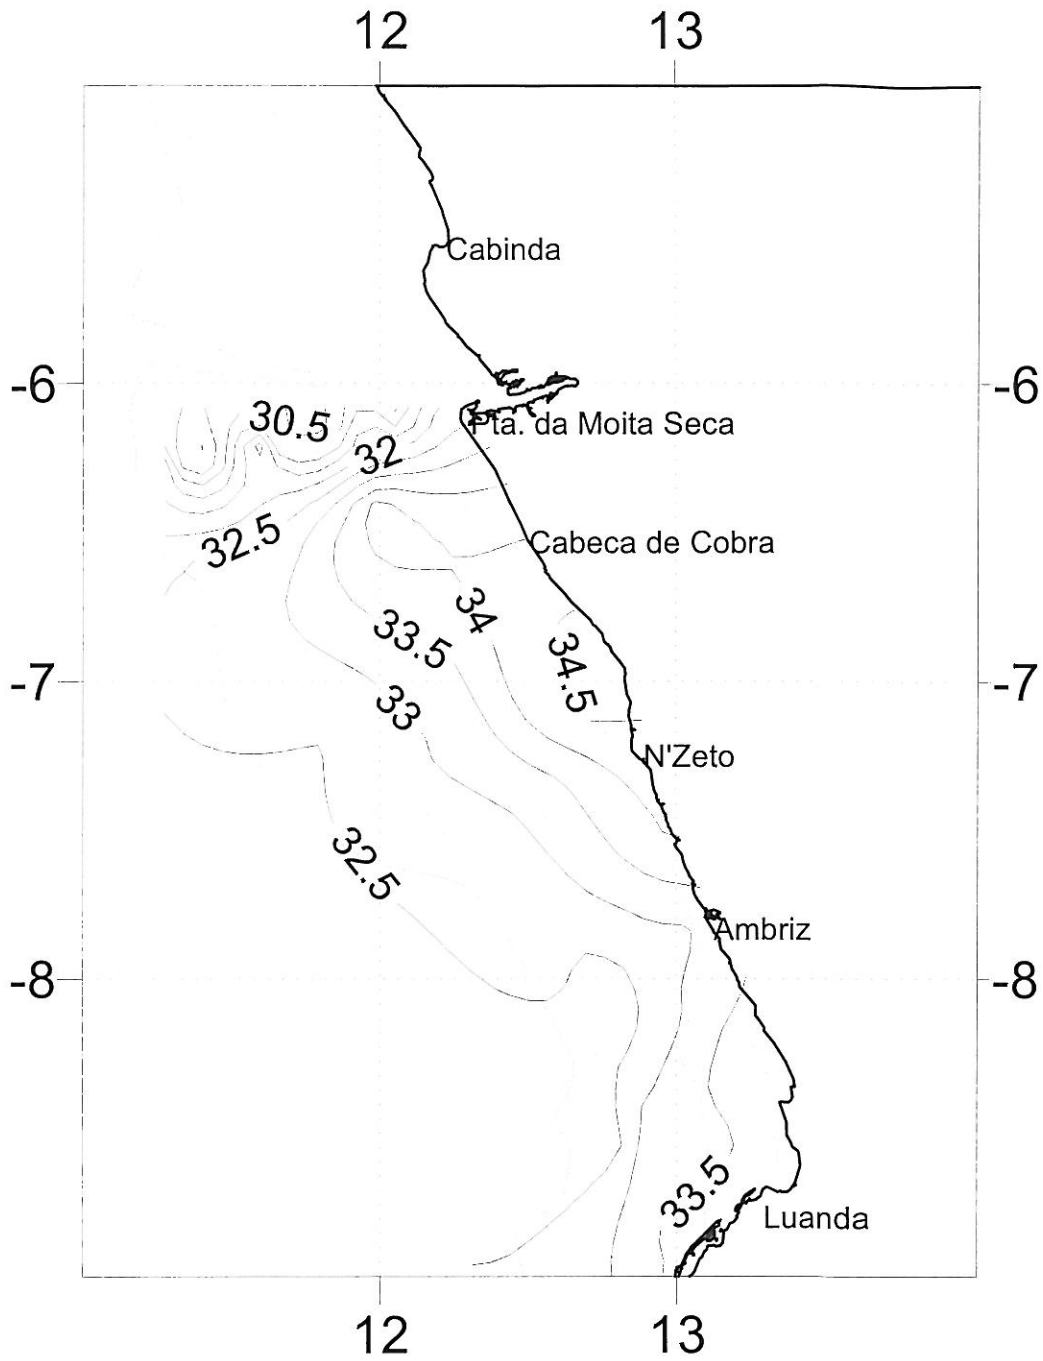 12 13
Cabinda
-6 -6
30.5
Pta. da Moita Seca
32
32.5
Cabeca de Cobra
34
33.5
34.5
-7 -7
33
N'Zeto
32.5
Ambriz
-8 -8
33.5
Luanda
12 13